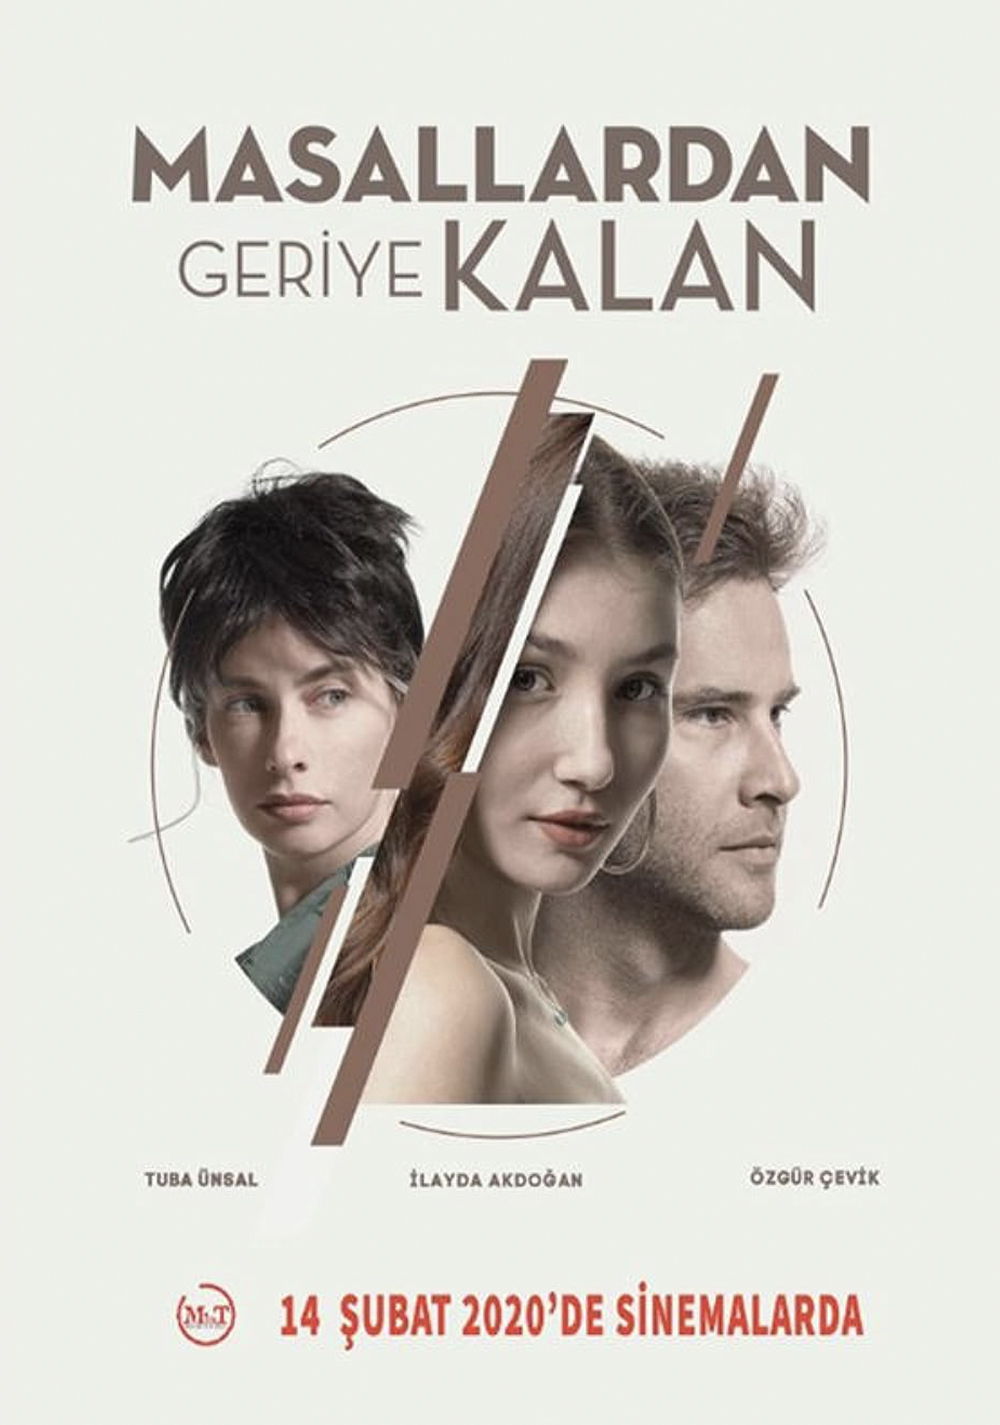 MASALLARDAN
GERİYE KALAN
TUBA ÜNSAL İLAYDA AKDOĞAN ÖZGÜR ÇEVİK
14 ŞUBAT 2020'DE SİNEMALARDA